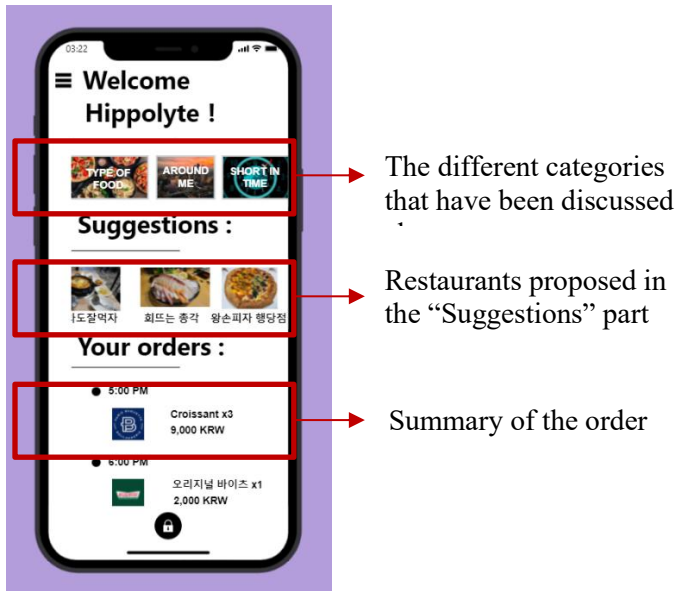 03:22
Welcome
Hippolyte !
TYPE OF
FOOD
AROUND
ME
SHORT IN
TIME
The different categories
that have been discussed
Suggestions :
도잘먹자
회뜨는 총각
왕손피자 행당점
Restaurants proposed in
the “Suggestions” part
Your orders :
5:00 PM
B
Croissant x3
9,000 KRW
Summary of the order
6:00 PM
오리지널 바이츠 x1
2,000 KRW